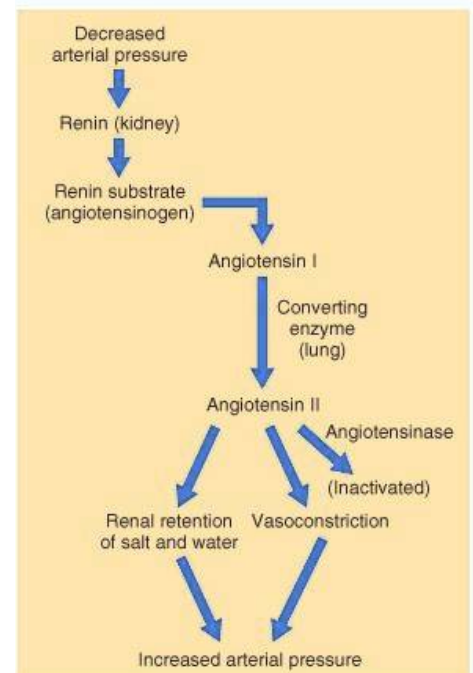 Decreased
arterial pressure
Renin (kidney)
Renin substrate
(angiotensinogen)
Angiotensin I
Converting
enzyme
(lung)
Angiotensin II
Angiotensinase
(Inactivated)
Renal retention
of salt and water
Vasoconstriction
Increased arterial pressure